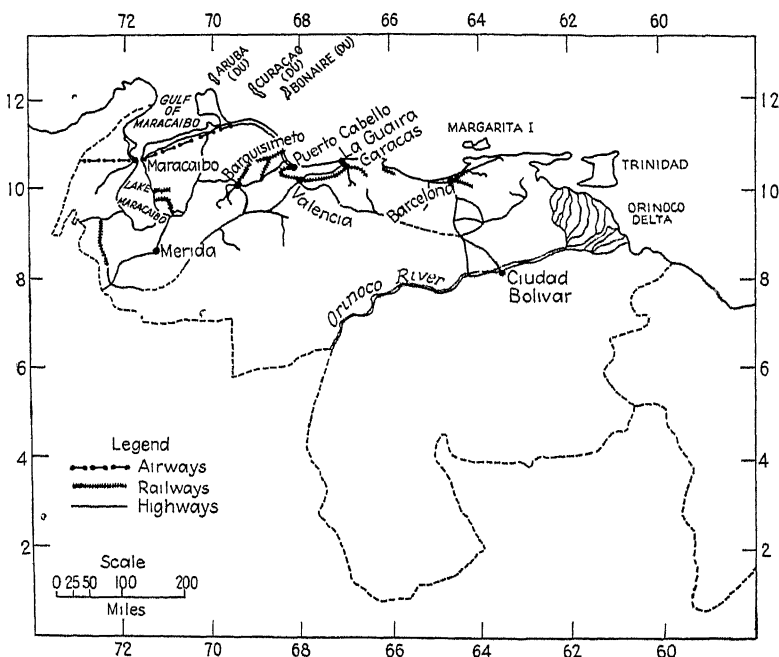 72 70 68 66 64 62 60
ARUBA
(DU)
CURAÇAO
(DU)
BONAIRE (DU)
12
12
GULF
OF
MARACAIBO
Puerto Cabello
La Guaira
Caracas
MARGARITA I
Maracaibo
Barquisimeto
TRINIDAD
10
10
LAKE
MARACAIBO
Valencia
Barcelona
ORINOCO
DELTA
Merida
8
8
Orinoco River
Ciudad
Bolivar
6
6
Legend
4
4
Airways
Railways
Highways
2
2
Scale
0 25 50 100 200
Miles
72 70 68 66 64 62 60